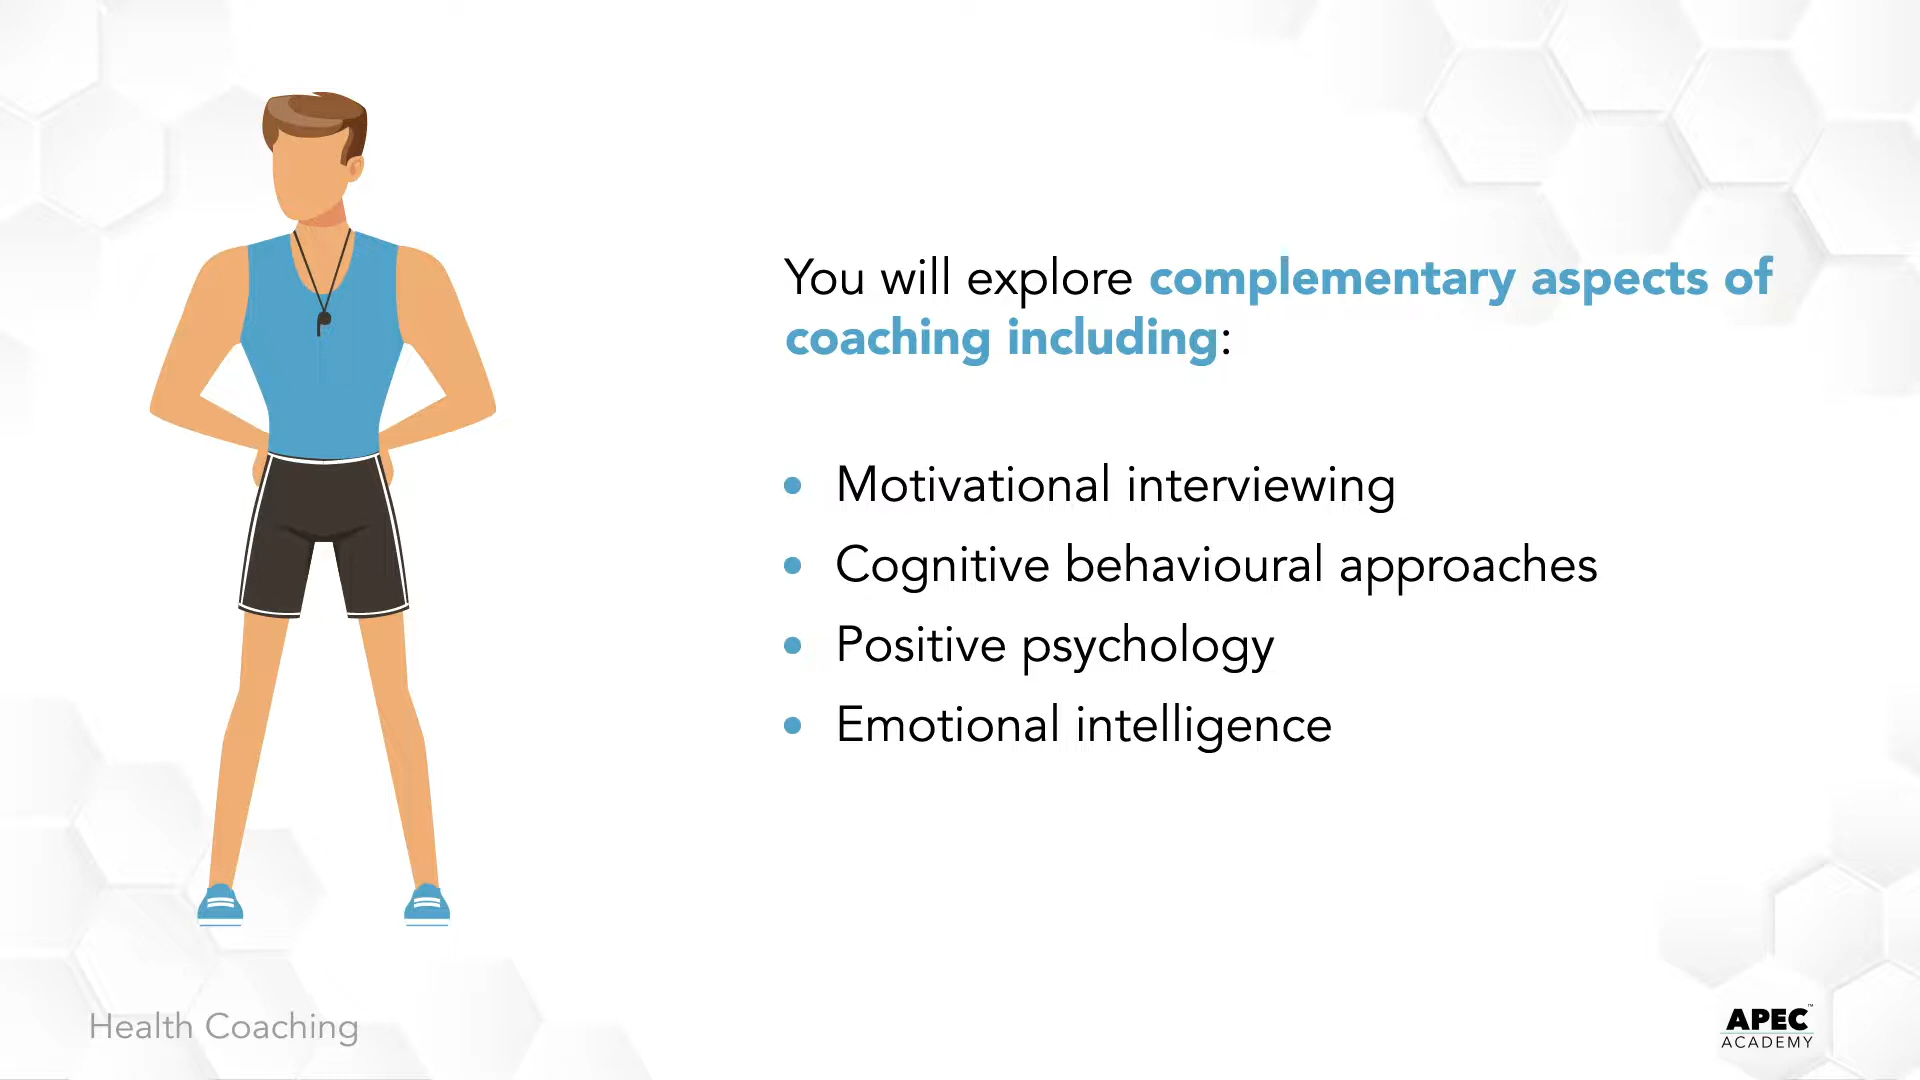 You will explore complementary aspects of
coaching including:
• Motivational interviewing
• Cognitive behavioural approaches
• Positive psychology
• Emotional intelligence
Health Coaching
APEC™
ACADEMY